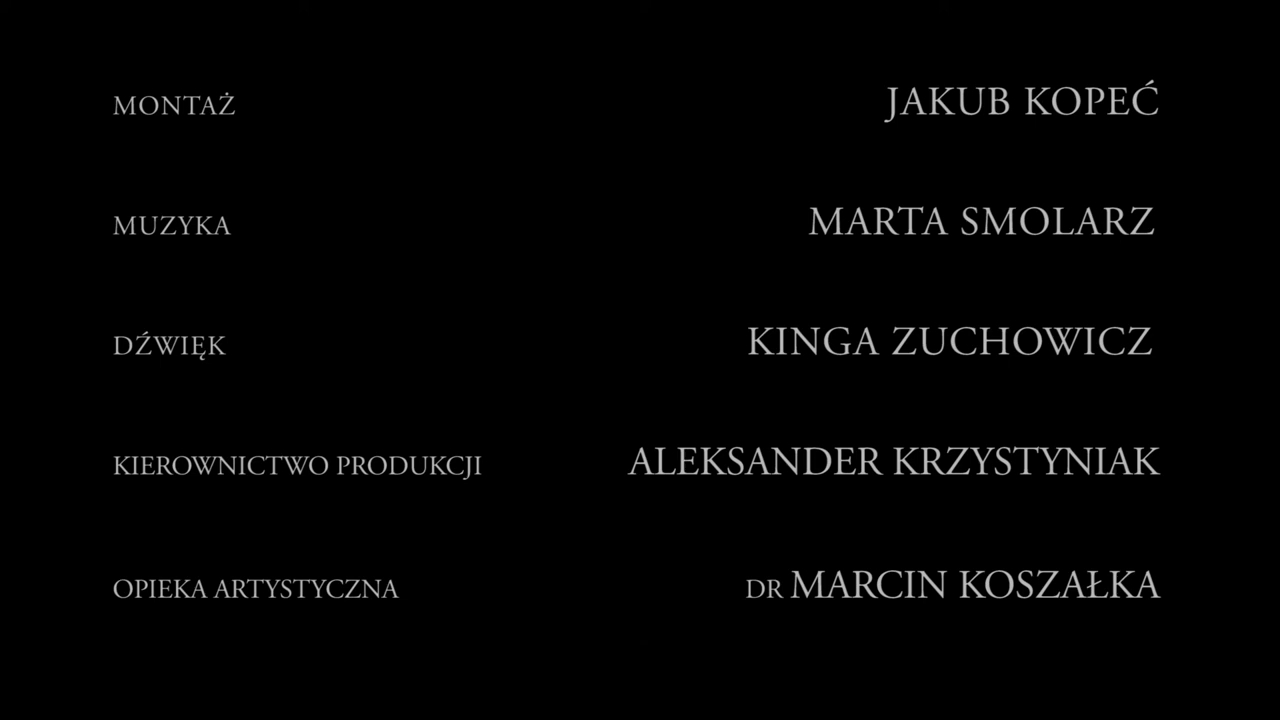 MONTAŻ JAKUB KOPEĆ
MUZYKA MARTA SMOLARZ
DŹWIĘK KINGA ZUCHOWICZ
KIEROWNICTWO PRODUKCJI ALEKSANDER KRZYSTYNIAK
OPIEKA ARTYSTYCZNA DR MARCIN KOSZAŁKA